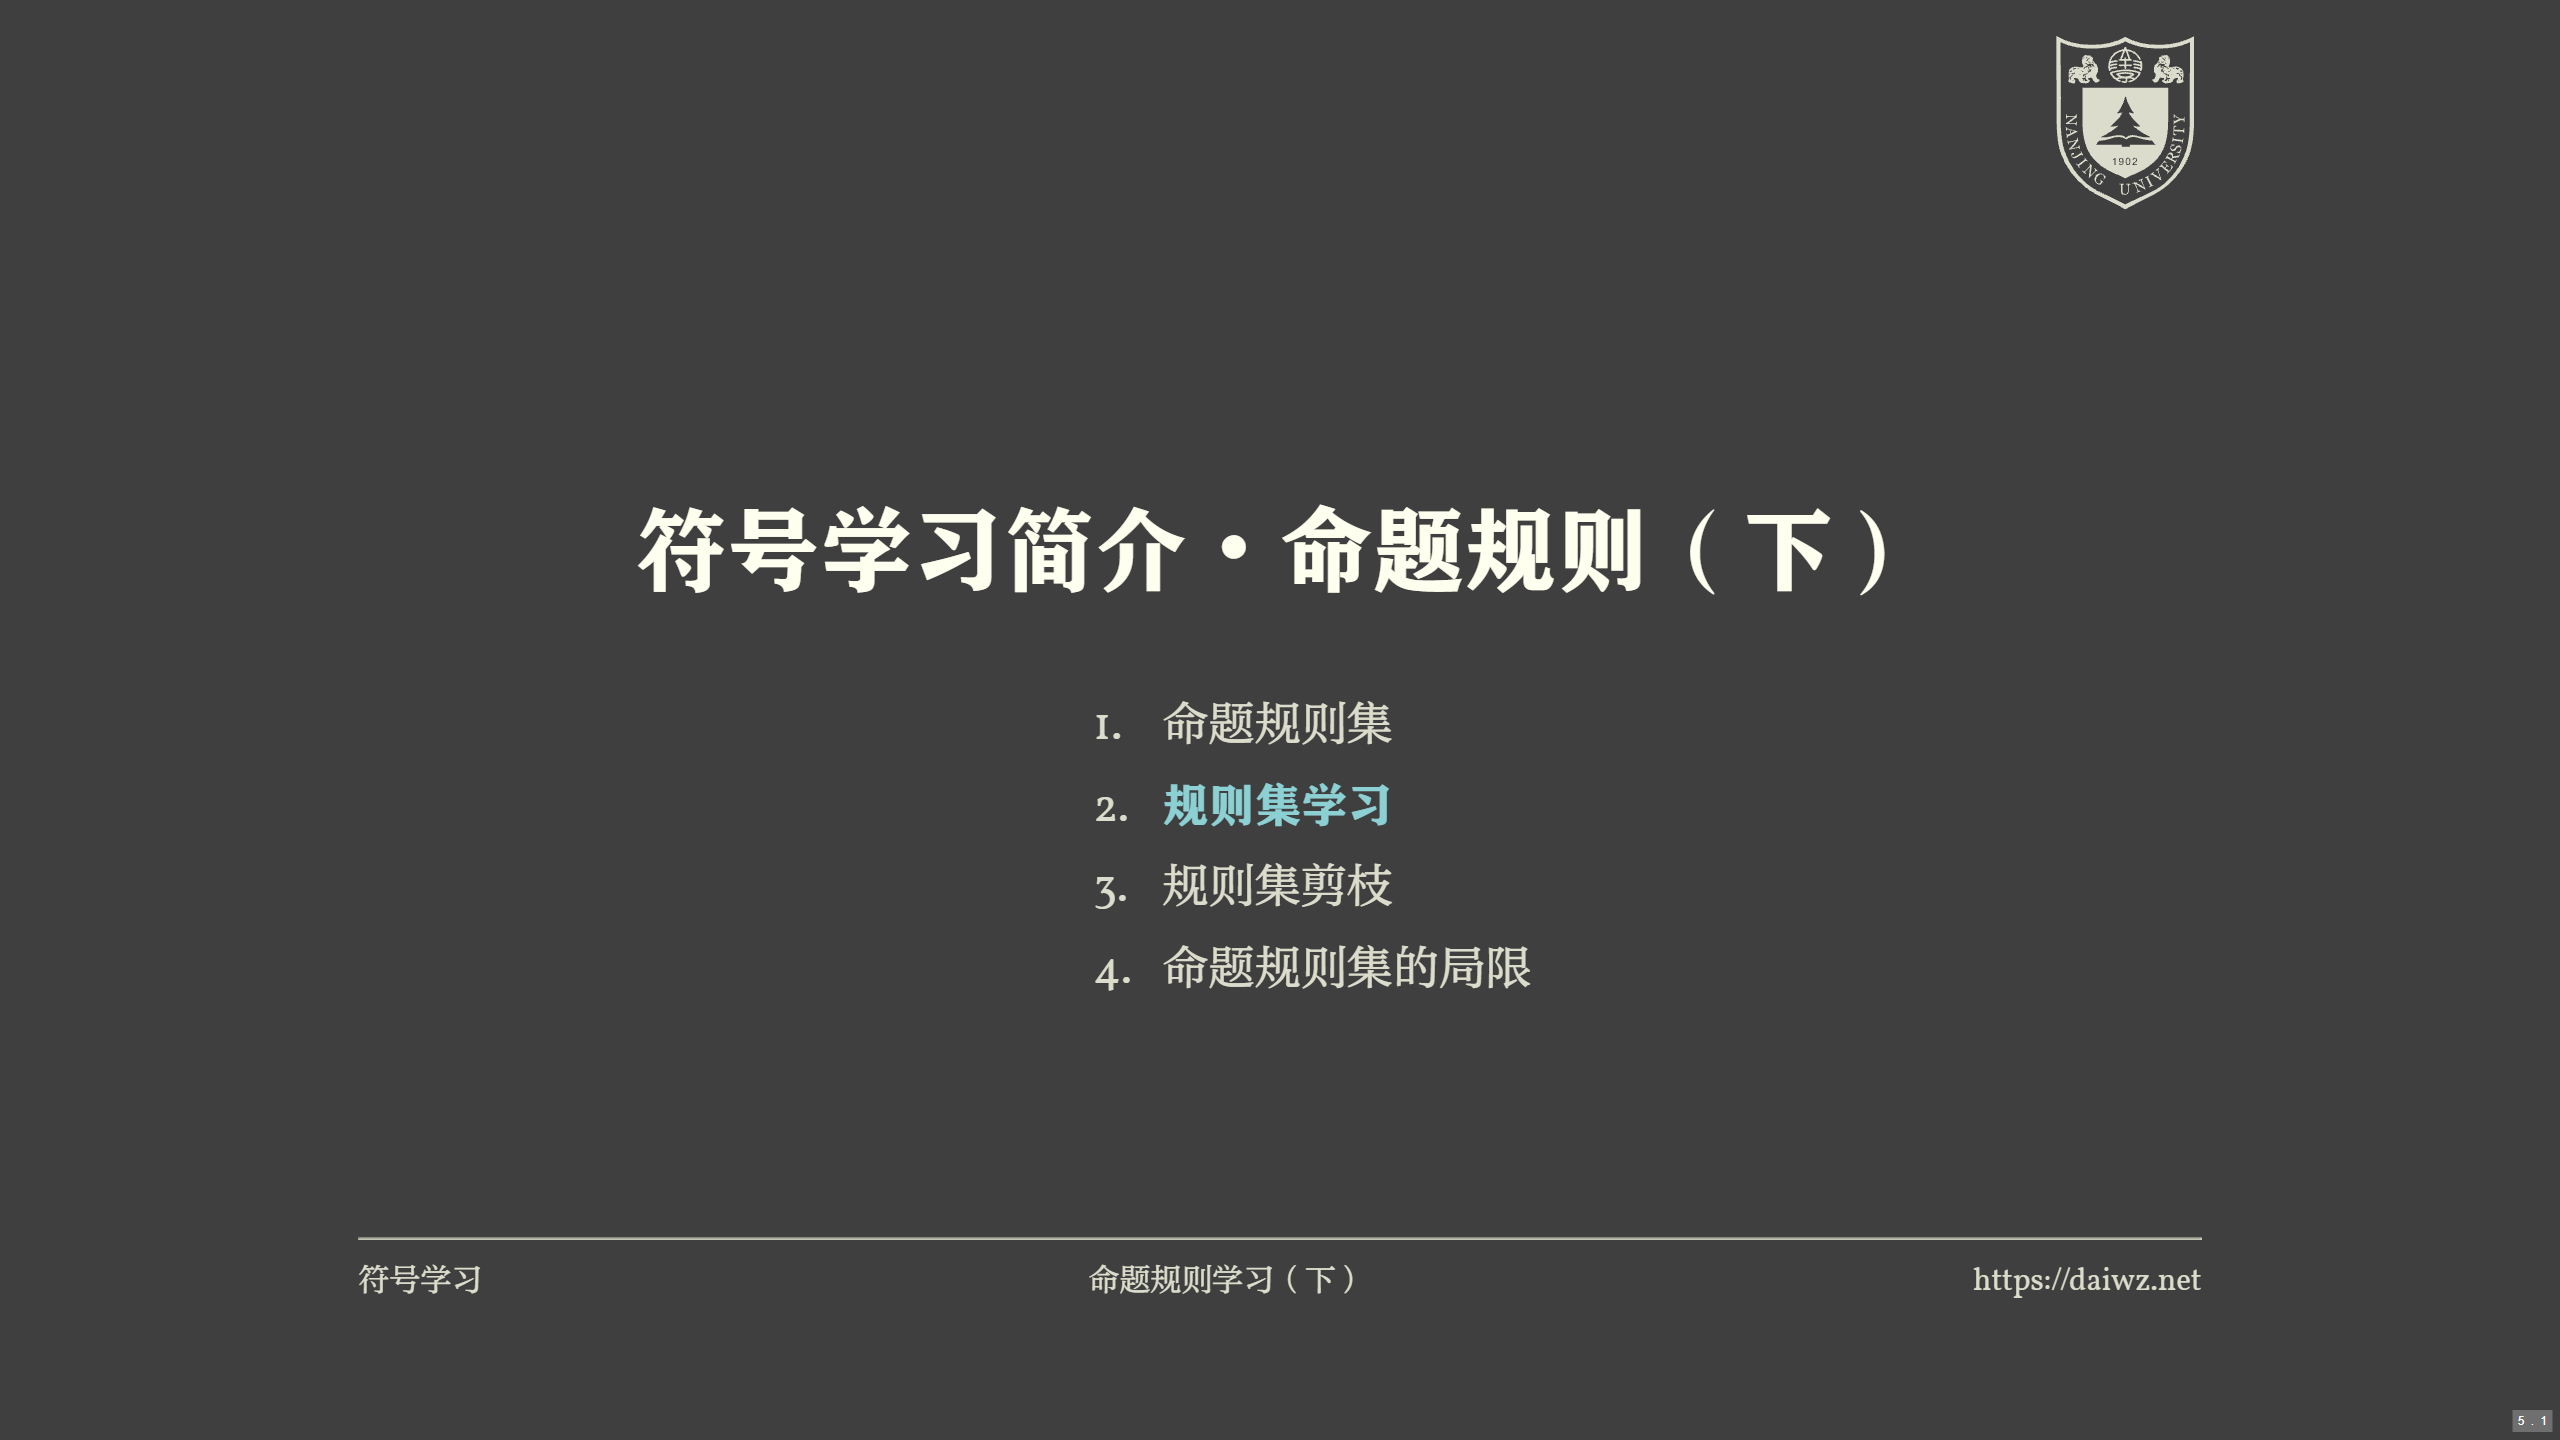 NANJING UNIVERSITY
1902
符号学习简介・命题规则（下）
1. 命题规则集
2. 规则集学习
3. 规则集剪枝
4. 命题规则集的局限
符号学习
命题规则学习（下）
https://daiwz.net
5 . 1